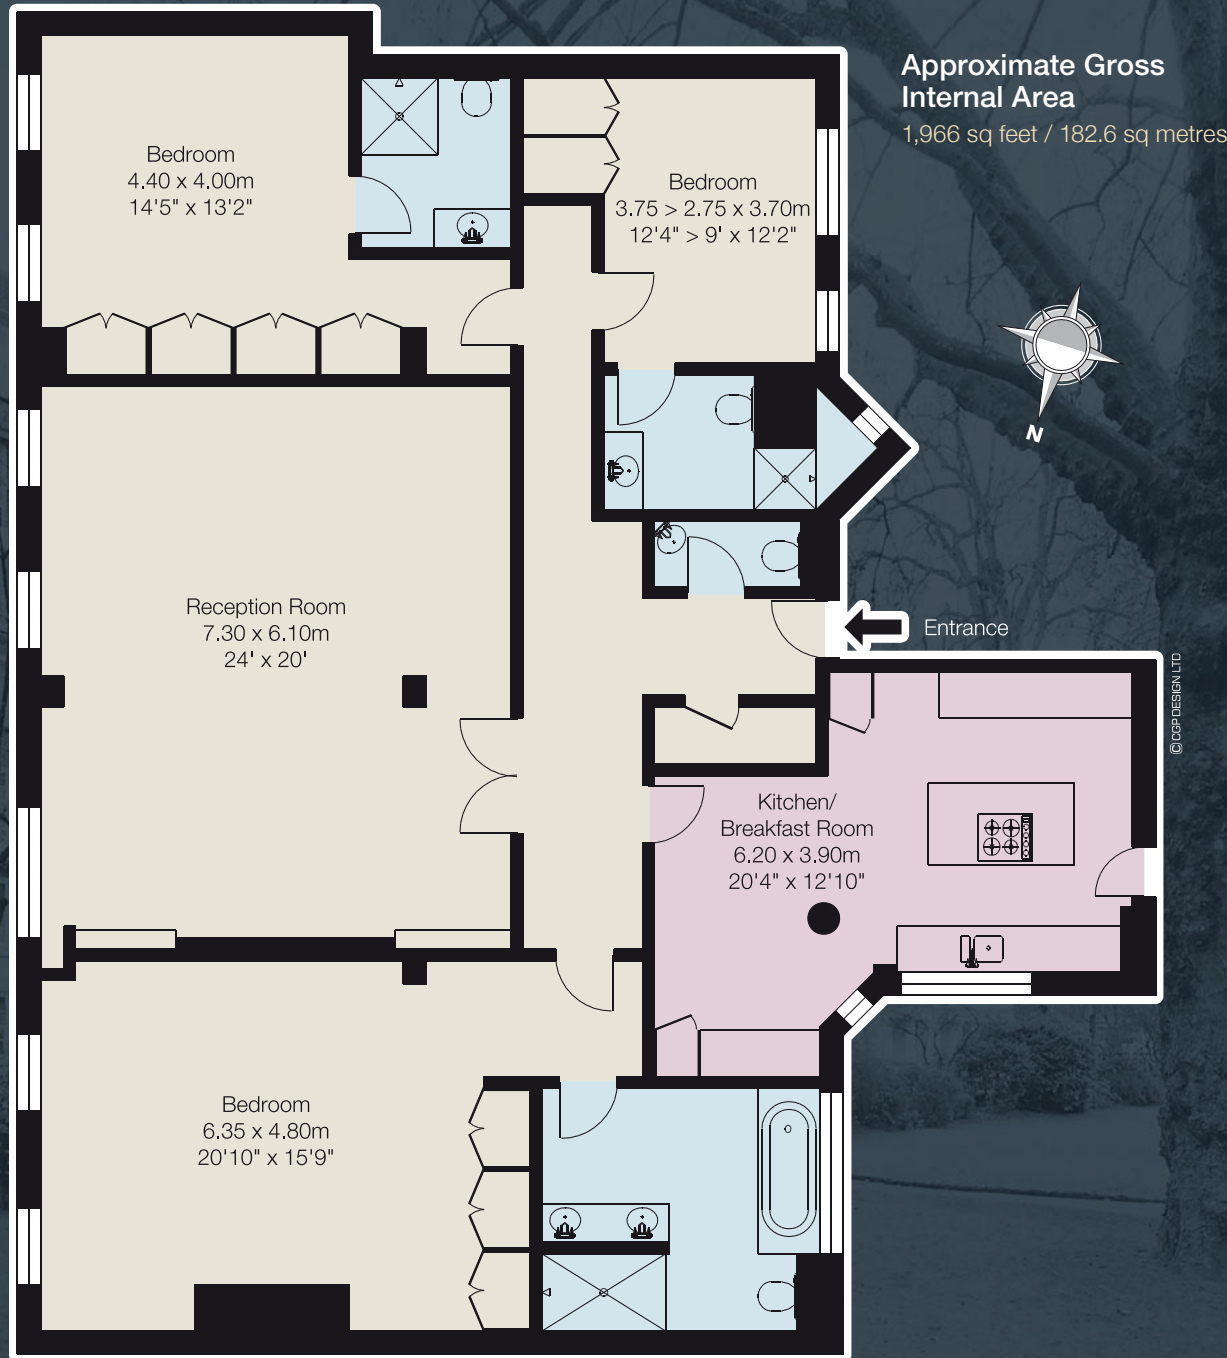 Approximate Gross
Internal Area
1,966 sq feet / 182.6 sq metres
Bedroom
4.40 x 4.00m
14'5" x 13'2"
Bedroom
3.75 > 2.75 x 3.70m
12'4" > 9' x 12'2"
N
Reception Room
7.30 x 6.10m
24' x 20'
Entrance
© CGP DESIGN LTD
Kitchen/
Breakfast Room
6.20 x 3.90m
20'4" x 12'10"
Bedroom
6.35 x 4.80m
20'10" x 15'9"